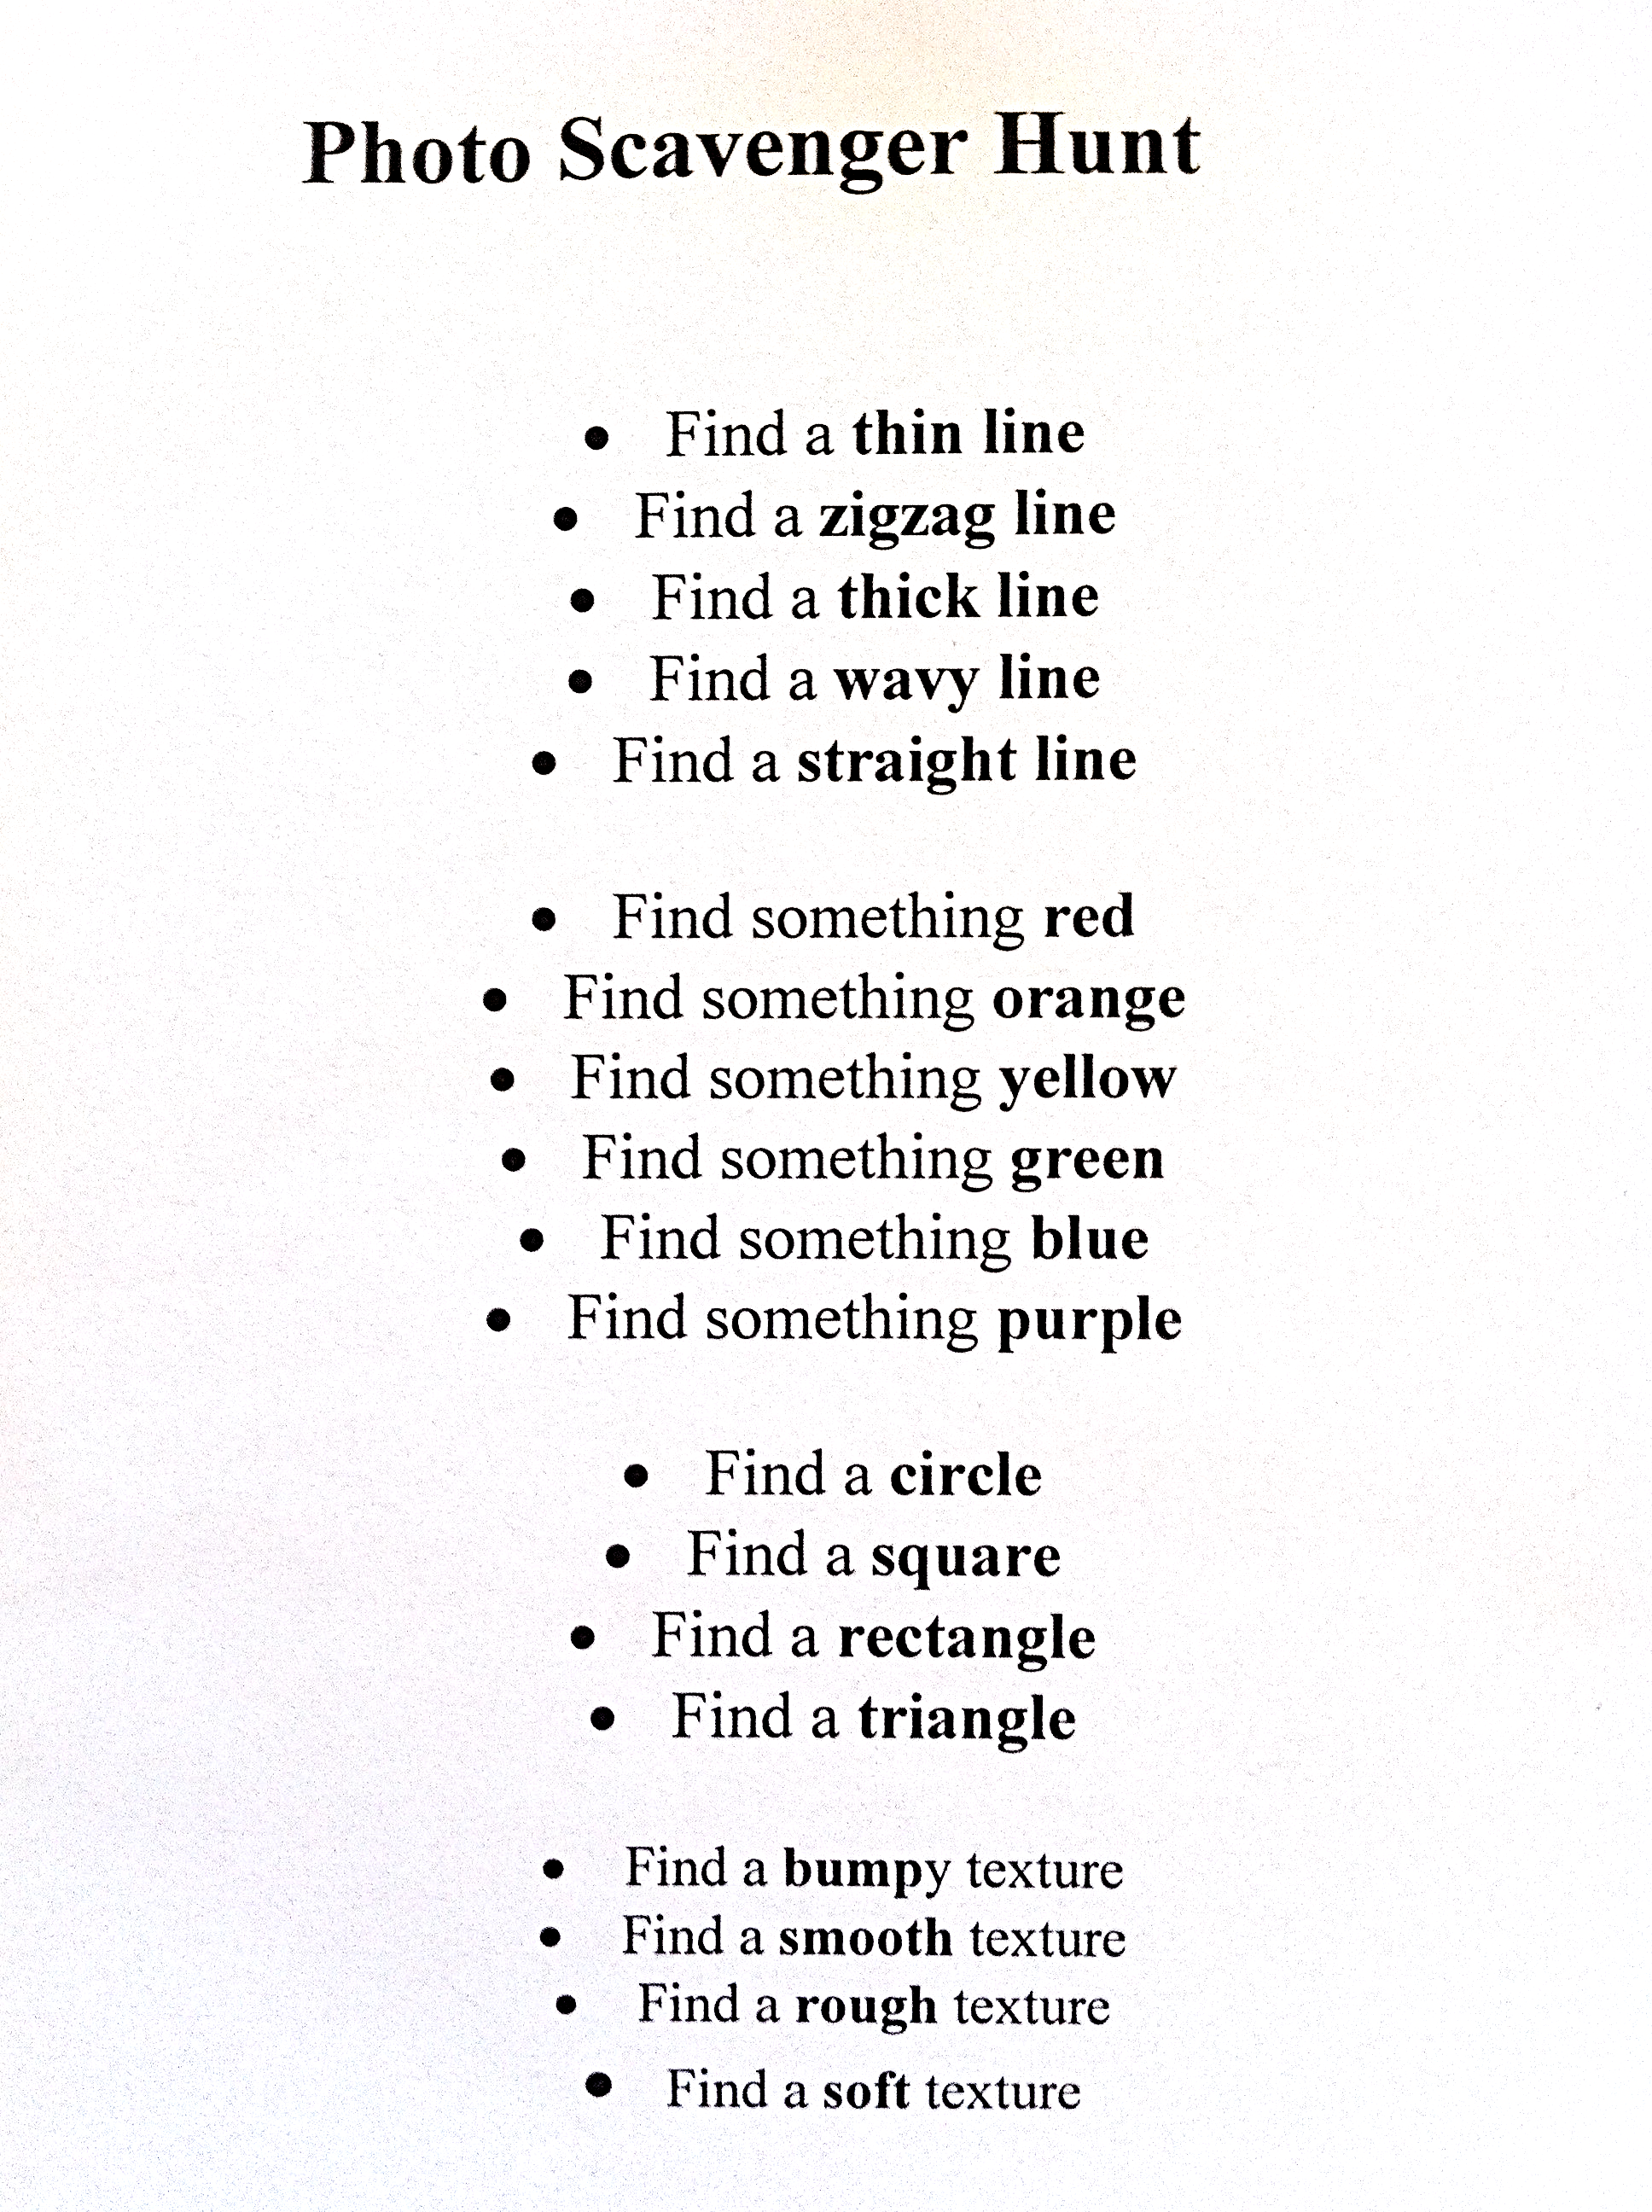 Photo Scavenger Hunt
• Find a thin line
• Find a zigzag line
• Find a thick line
• Find a wavy line
• Find a straight line
• Find something red
• Find something orange
• Find something yellow
• Find something green
• Find something blue
• Find something purple
• Find a circle
• Find a square
• Find a rectangle
• Find a triangle
• Find a bumpy texture
• Find a smooth texture
• Find a rough texture
• Find a soft texture